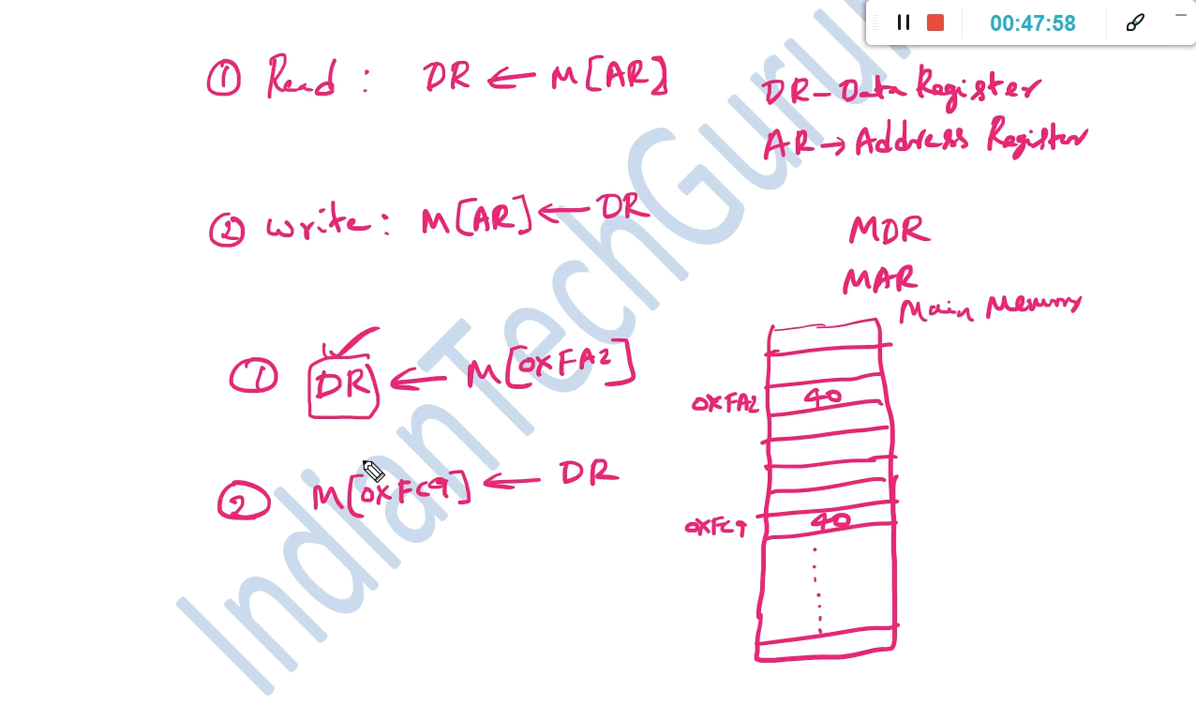 00:47:58
① Read : DR ← M[AR]
DR – Data Register
AR → Address Register
② Write : M[AR] ← DR
MDR
MAR
Main Memory
① DR ← M[0XFA2]
0XFA2 40
② M[0XFC9] ← DR
0XFC9 40
IndianTechGuru